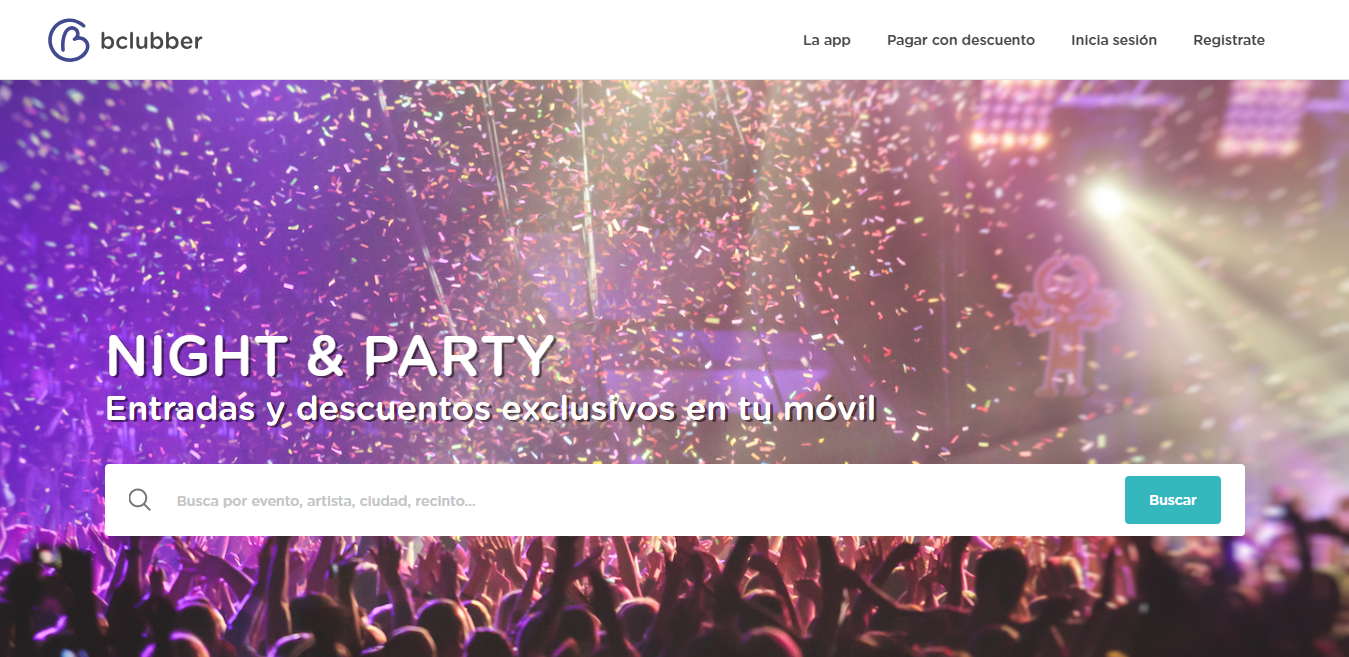 bclubber
La app
Pagar con descuento
Inicia sesión
Registrate
NIGHT & PARTY
Entradas y descuentos exclusivos en tu móvil
Busca por evento, artista, ciudad, recinto...
Buscar